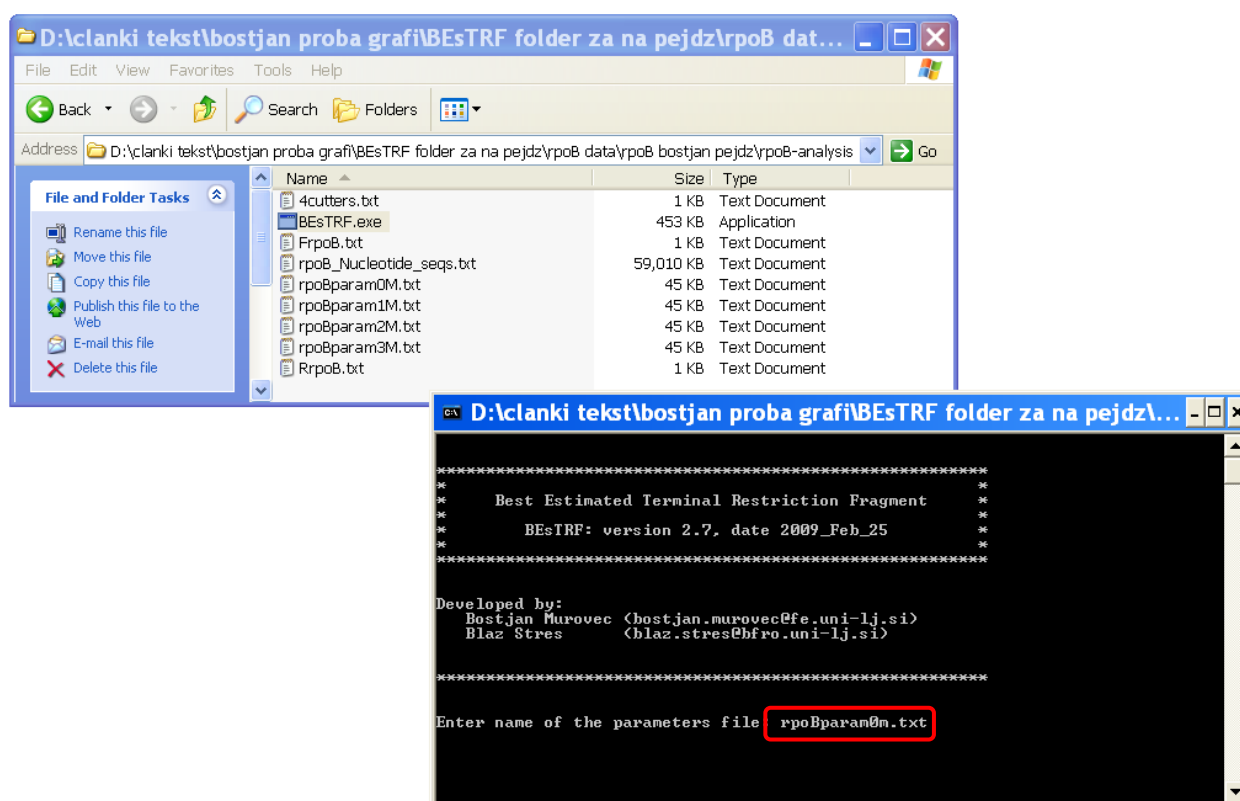 D:\clanki tekst\bostjan proba grafi\BEsTRF folder za na pejdz\rpoB dat...
File Edit View Favorites Tools Help
Back Search Folders
Address D:\clanki tekst\bostjan proba grafi\BEsTRF folder za na pejdz\rpoB data\rpoB bostjan pejdz\rpoB-analysis Go
File and Folder Tasks
Rename this file
Move this file
Copy this file
Publish this file to the
Web
E-mail this file
Delete this file
Name Size Type
4cutters.txt 1 KB Text Document
BEsTRF.exe 453 KB Application
FrpoB.txt 1 KB Text Document
rpoB_Nucleotide_seqs.txt 59,010 KB Text Document
rpoBparam0M.txt 45 KB Text Document
rpoBparam1M.txt 45 KB Text Document
rpoBparam2M.txt 45 KB Text Document
rpoBparam3M.txt 45 KB Text Document
RrpoB.txt 1 KB Text Document
C:\ D:\clanki tekst\bostjan proba grafi\BEsTRF folder za na pejdz\...
********************************************************
* *
* Best Estimated Terminal Restriction Fragment *
* *
* BEsTRF: version 2.7, date 2009_Feb_25 *
* *
********************************************************
Developed by:
Bostjan Murovec (bostjan.murovec@fe.uni-lj.si)
Blaz Stres (blaz.stres@bfro.uni-lj.si)
********************************************************
Enter name of the parameters file: rpoBparam0m.txt